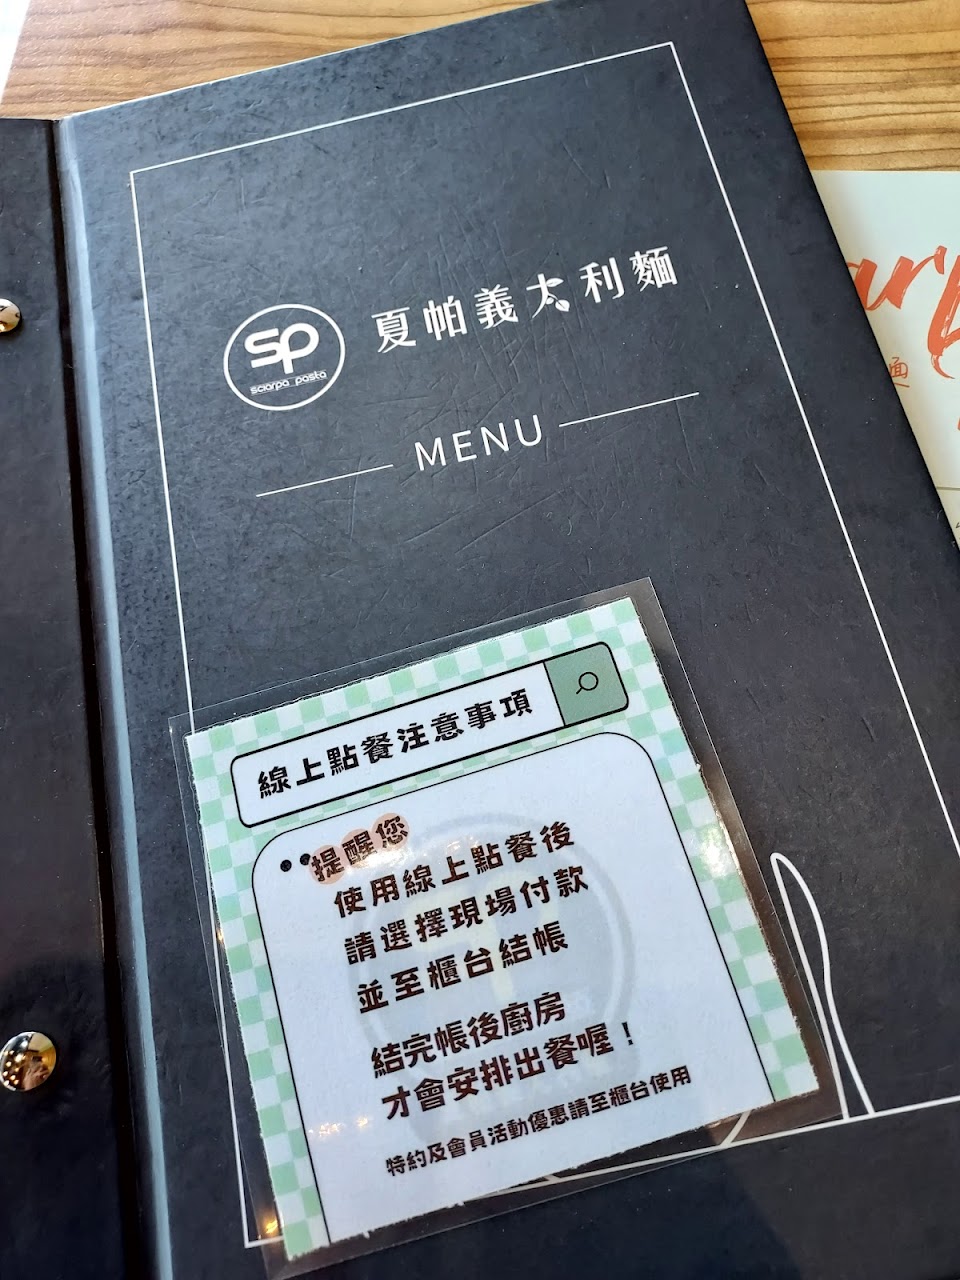 夏帕義大利麵
sp
sciarpa pasta
MENU
線上點餐注意事項
提醒您
使用線上點餐後
請選擇現場付款
並至櫃台結帳
結完帳後廚房
才會安排出餐喔！
特約及會員活動優惠請至櫃台使用